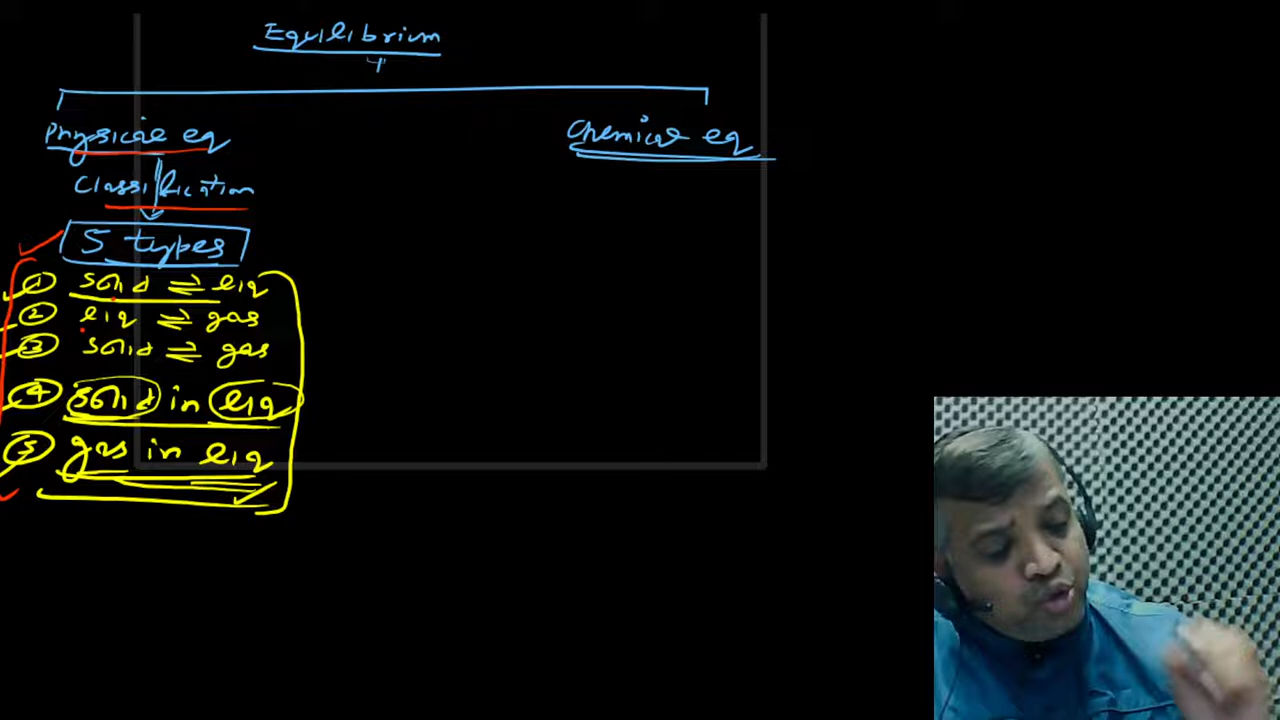 Equilibrium
Physical eq
Chemical eq
Classification
5 types
① solid ⇌ liq
② liq ⇌ gas
③ solid ⇌ gas
④ solid in liq
⑤ gas in liq